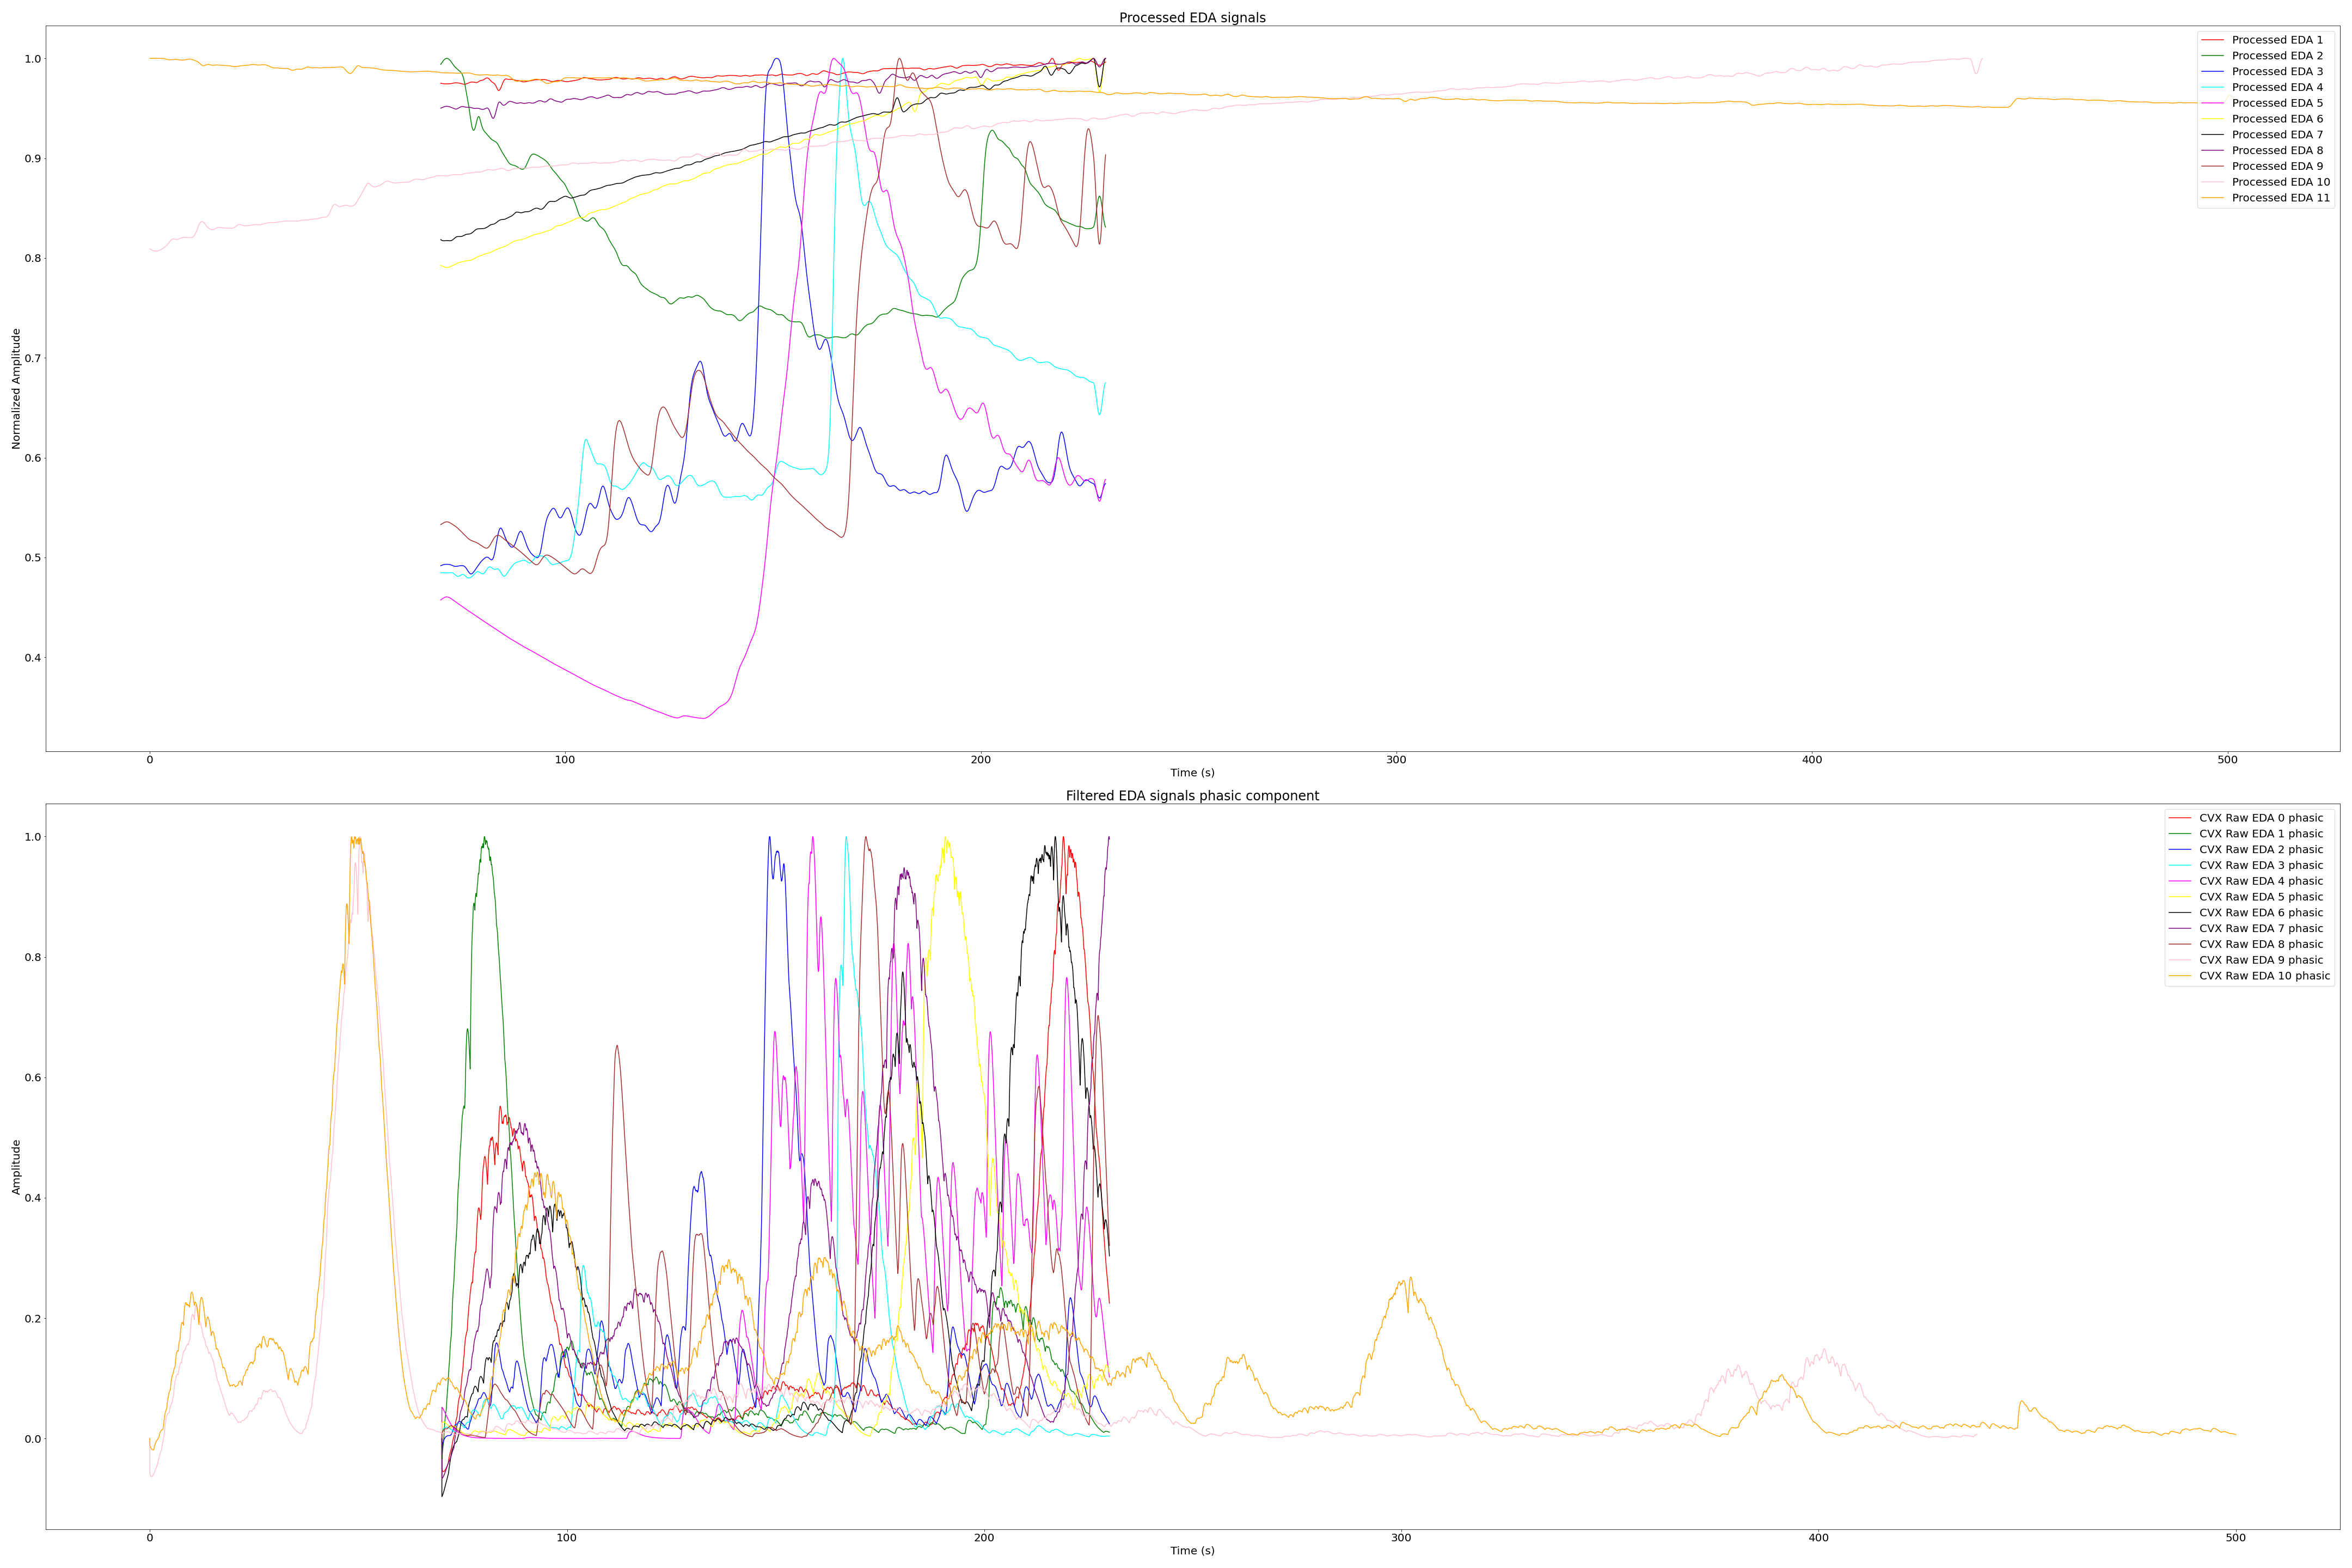 Processed EDA signals
1.0
0.9
0.8
0.7
0.6
0.5
0.4
Normalized Amplitude
Processed EDA 1
Processed EDA 2
Processed EDA 3
Processed EDA 4
Processed EDA 5
Processed EDA 6
Processed EDA 7
Processed EDA 8
Processed EDA 9
Processed EDA 10
Processed EDA 11
0 100 200 300 400 500
Time (s)
Filtered EDA signals phasic component
1.0
0.8
0.6
0.4
0.2
0.0
Amplitude
CVX Raw EDA 0 phasic
CVX Raw EDA 1 phasic
CVX Raw EDA 2 phasic
CVX Raw EDA 3 phasic
CVX Raw EDA 4 phasic
CVX Raw EDA 5 phasic
CVX Raw EDA 6 phasic
CVX Raw EDA 7 phasic
CVX Raw EDA 8 phasic
CVX Raw EDA 9 phasic
CVX Raw EDA 10 phasic
0 100 200 300 400 500
Time (s)